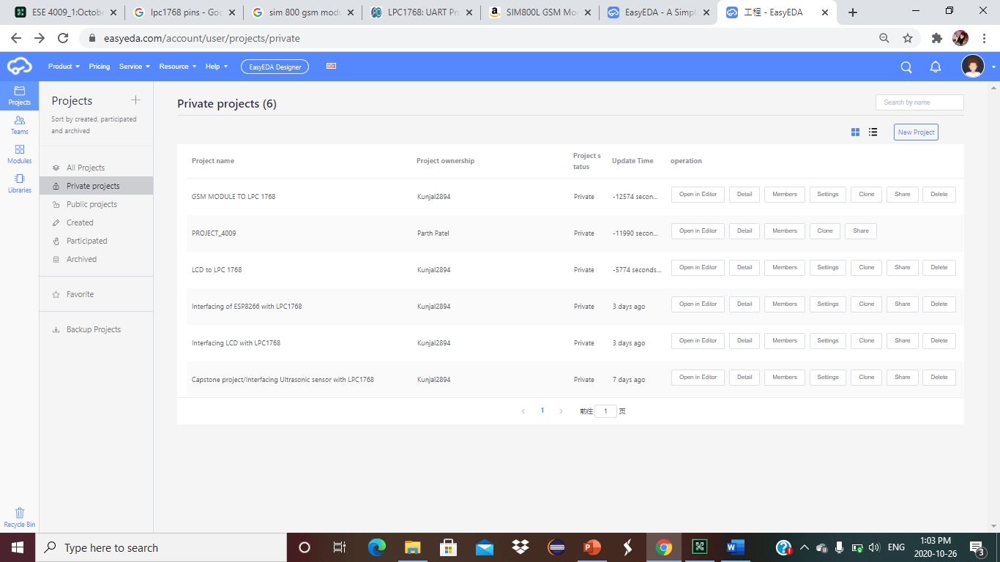 ESE 4009_1:Octobe
lpc1768 pins - Goo
sim 800 gsm modu
LPC1768: UART Pro
SIM800L GSM Mo
EasyEDA - A Simpl
工程 - EasyEDA
easyeda.com/account/user/projects/private
Product
Pricing
Service
Resource
Help
EasyEDA Designer
Projects
Teams
Modules
Libraries
Recycle Bin
Projects
Sort by created, participated
and archived
All Projects
Private projects
Public projects
Created
Participated
Archived
Favorite
Backup Projects
Private projects (6)
Search by name
New Project
Project name Project ownership Project s
tatus Update Time operation
GSM MODULE TO LPC 1768 Kunjal2894 Private -12574 secon... Open in Editor Detail Members Settings Clone Share Delete
PROJECT_4009 Parth Patel Private -11990 secon... Open in Editor Detail Members Clone Share
LCD to LPC 1768 Kunjal2894 Private -5774 seconds... Open in Editor Detail Members Settings Clone Share Delete
Interfacing of ESP8266 with LPC1768 Kunjal2894 Private 3 days ago Open in Editor Detail Members Settings Clone Share Delete
Interfacing LCD with LPC1768 Kunjal2894 Private 3 days ago Open in Editor Detail Members Settings Clone Share Delete
Capstone project/Interfacing Ultrasonic sensor with LPC1768 Kunjal2894 Private 7 days ago Open in Editor Detail Members Settings Clone Share Delete
1 前往 1 页
Type here to search
ENG
1:03 PM
2020-10-26
3